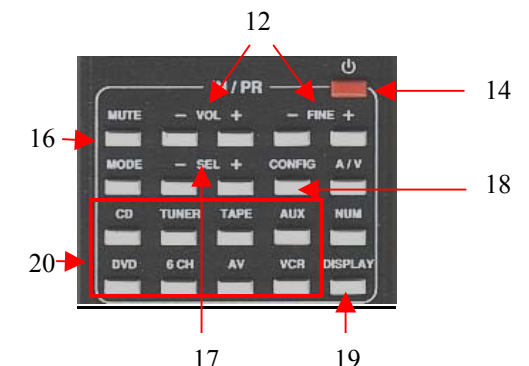 12
/ PR
14
MUTE − VOL + − FINE +
16
MODE − SEL + CONFIG A / V
18
CD TUNER TAPE AUX NUM
20
DVD 6 CH AV VCR DISPLAY
17 19